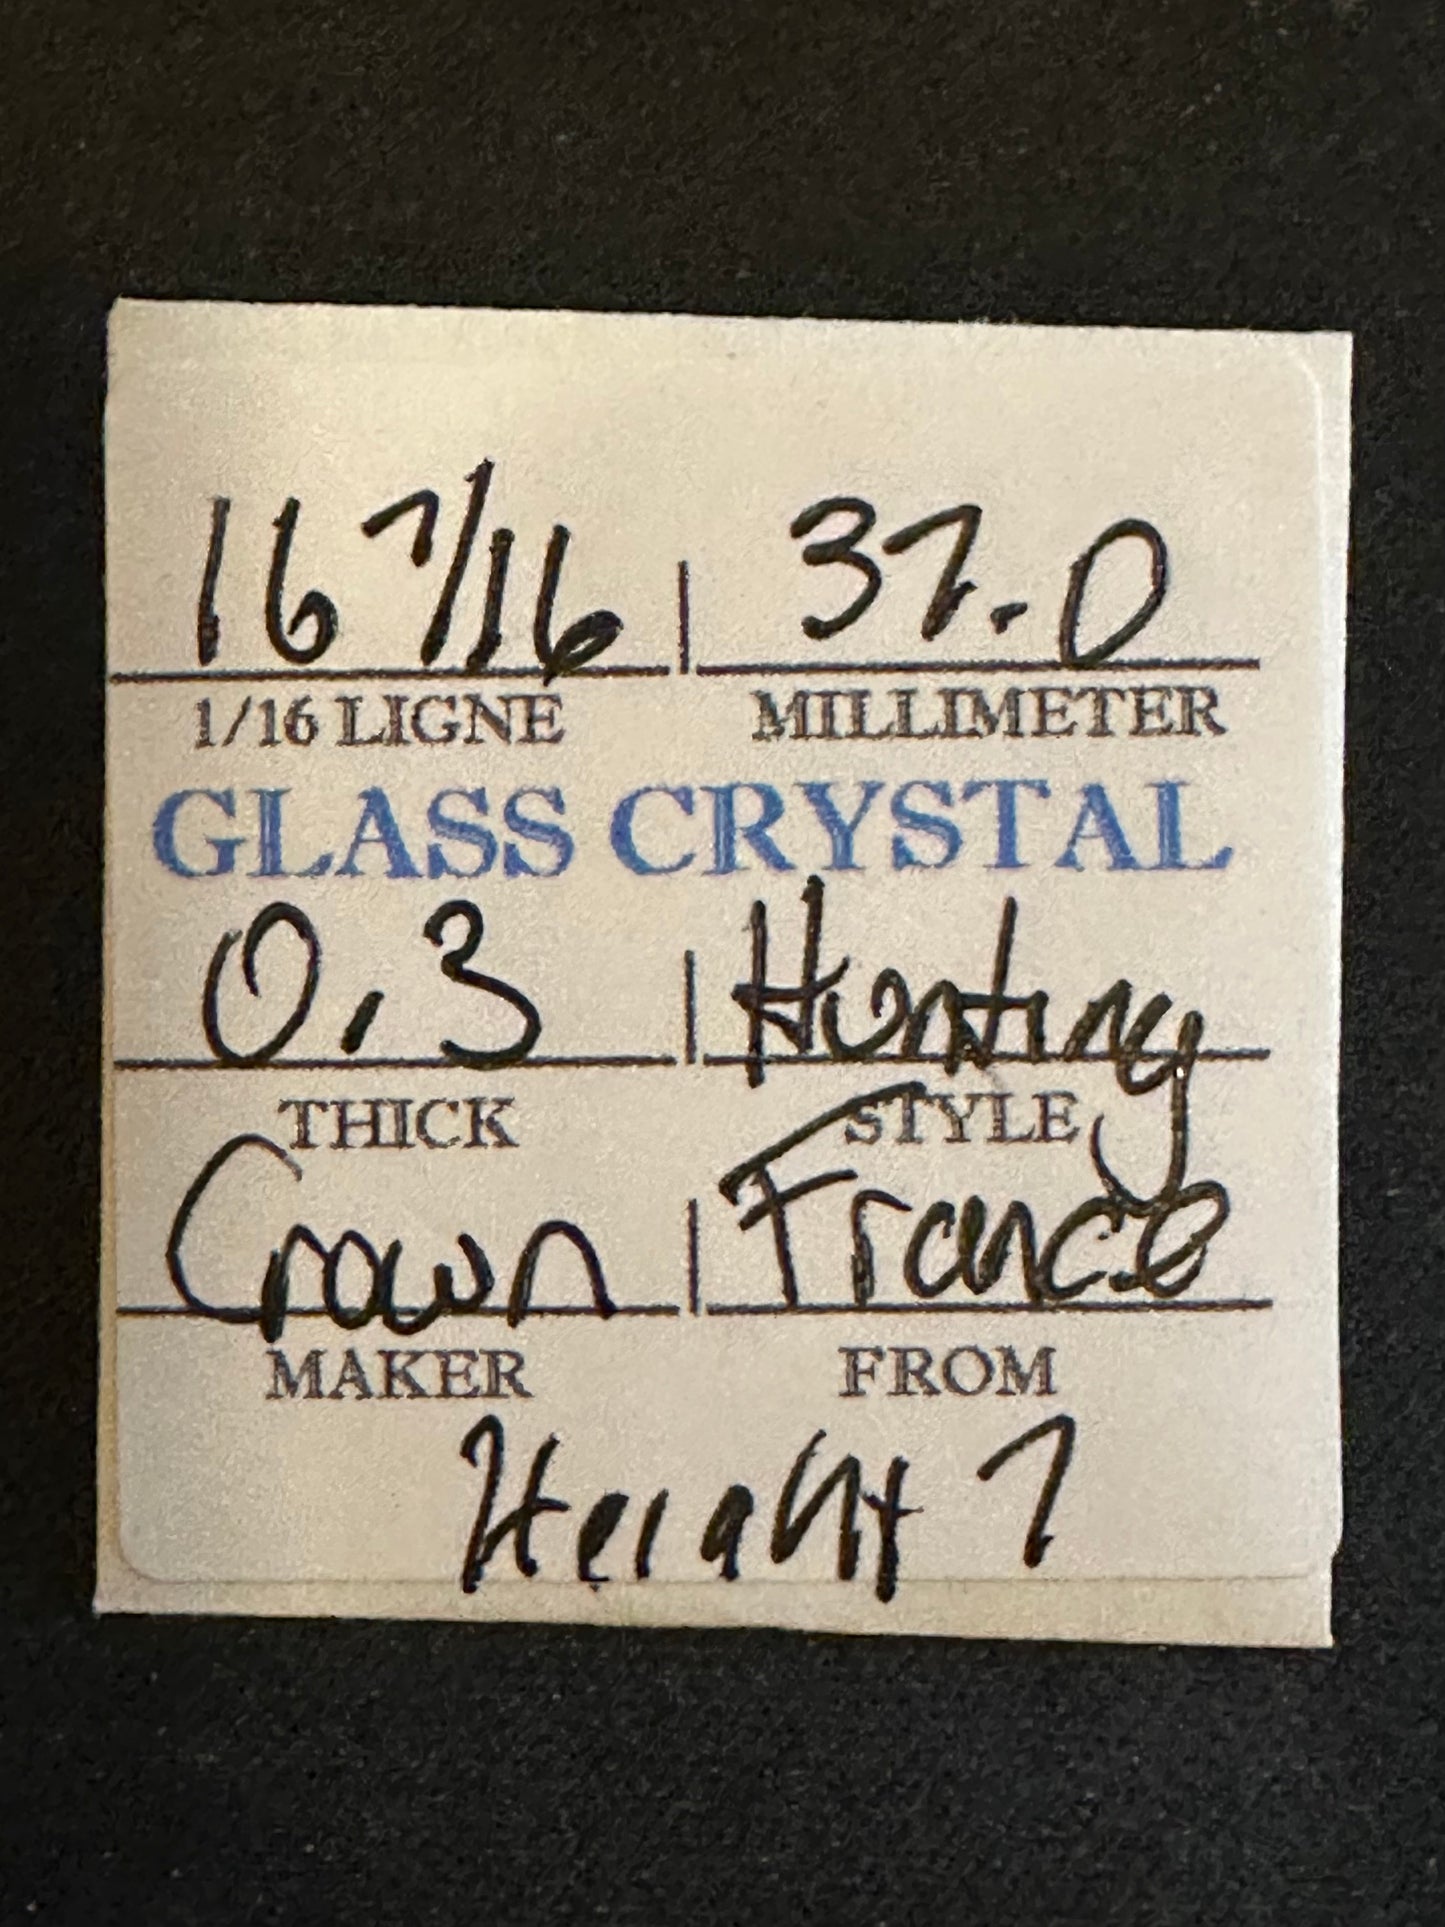 16 7/16 | 37.0
1/16 LIGNE MILLIMETER
GLASS CRYSTAL
0.3 | Hunting
THICK STYLE
Crown | France
MAKER FROM
Height 7